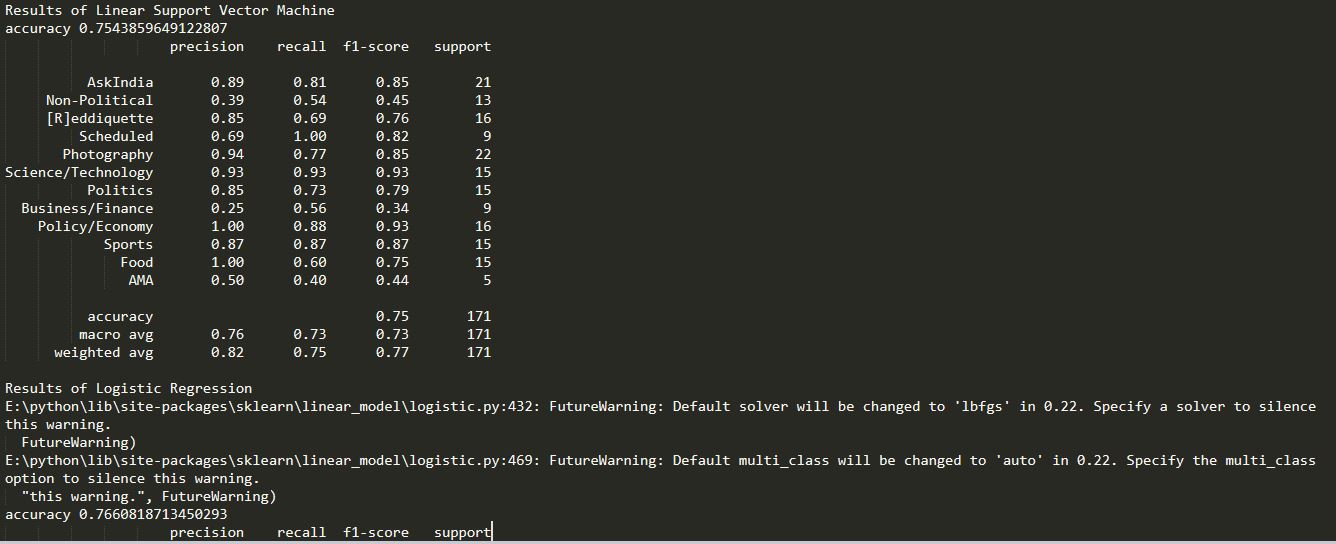 Results of Linear Support Vector Machine
accuracy 0.7543859649122807
precision recall f1-score support
AskIndia 0.89 0.81 0.85 21
Non-Political 0.39 0.54 0.45 13
[R]eddiquette 0.85 0.69 0.76 16
Scheduled 0.69 1.00 0.82 9
Photography 0.94 0.77 0.85 22
Science/Technology 0.93 0.93 0.93 15
Politics 0.85 0.73 0.79 15
Business/Finance 0.25 0.56 0.34 9
Policy/Economy 1.00 0.88 0.93 16
Sports 0.87 0.87 0.87 15
Food 1.00 0.60 0.75 15
AMA 0.50 0.40 0.44 5
accuracy 0.75 171
macro avg 0.76 0.73 0.73 171
weighted avg 0.82 0.75 0.77 171
Results of Logistic Regression
E:\python\lib\site-packages\sklearn\linear_model\logistic.py:432: FutureWarning: Default solver will be changed to 'lbfgs' in 0.22. Specify a solver to silence
this warning.
FutureWarning)
E:\python\lib\site-packages\sklearn\linear_model\logistic.py:469: FutureWarning: Default multi_class will be changed to 'auto' in 0.22. Specify the multi_class
option to silence this warning.
"this warning.", FutureWarning)
accuracy 0.7660818713450293
precision recall f1-score support